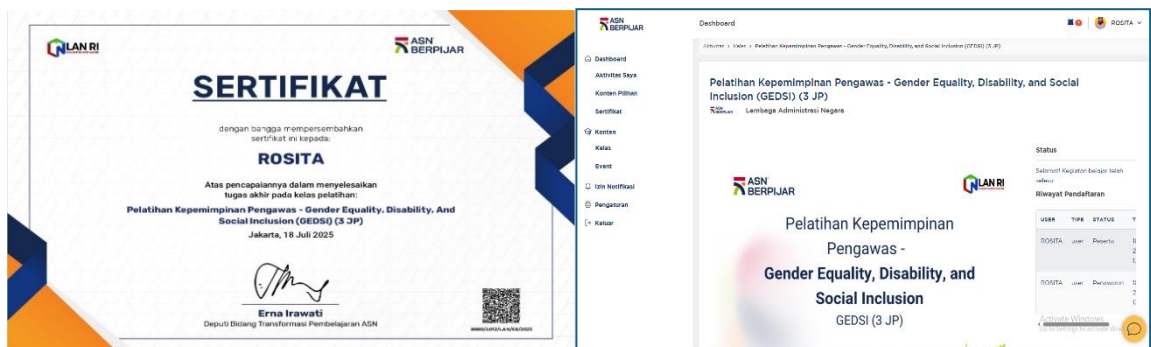 LAN RI
ASN BERPIJAR
SERTIFIKAT
dengan bangga mempersembahkan
sertifikat ini kepada:
ROSITA
Atas pencapaiannya dalam menyelesaikan
tugas akhir pada kelas pelatihan:
Pelatihan Kepemimpinan Pengawas - Gender Equality, Disability, And
Social Inclusion (GEDSI) (3 JP)
Jakarta, 18 Juli 2025
Erna Irawati
Deputi Bidang Transformasi Pembelajaran ASN
ASN BERPIJAR
Dashboard
ROSITA
Aktivitas > Kelas > Pelatihan Kepemimpinan Pengawas - Gender Equality, Disability, and Social Inclusion (GEDSI) (3 JP)
Dashboard
Aktivitas Saya
Konten Pilihan
Sertifikat
Konten
Kelas
Event
Izin Notifikasi
Pengaturan
Keluar
Pelatihan Kepemimpinan Pengawas - Gender Equality, Disability, and Social
Inclusion (GEDSI) (3 JP)
Lembaga Administrasi Negara
ASN BERPIJAR
LAN RI
Pelatihan Kepemimpinan
Pengawas -
Gender Equality, Disability, and
Social Inclusion
GEDSI (3 JP)
Status
Selamat! Kegiatan belajar telah
selesai
Riwayat Pendaftaran
USER TIPE STATUS T
ROSITA user Peserta
ROSITA user Penawaran
Activate Windows